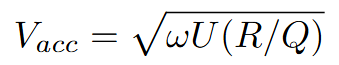 V_{acc} = \sqrt{\omega U(R/Q)}